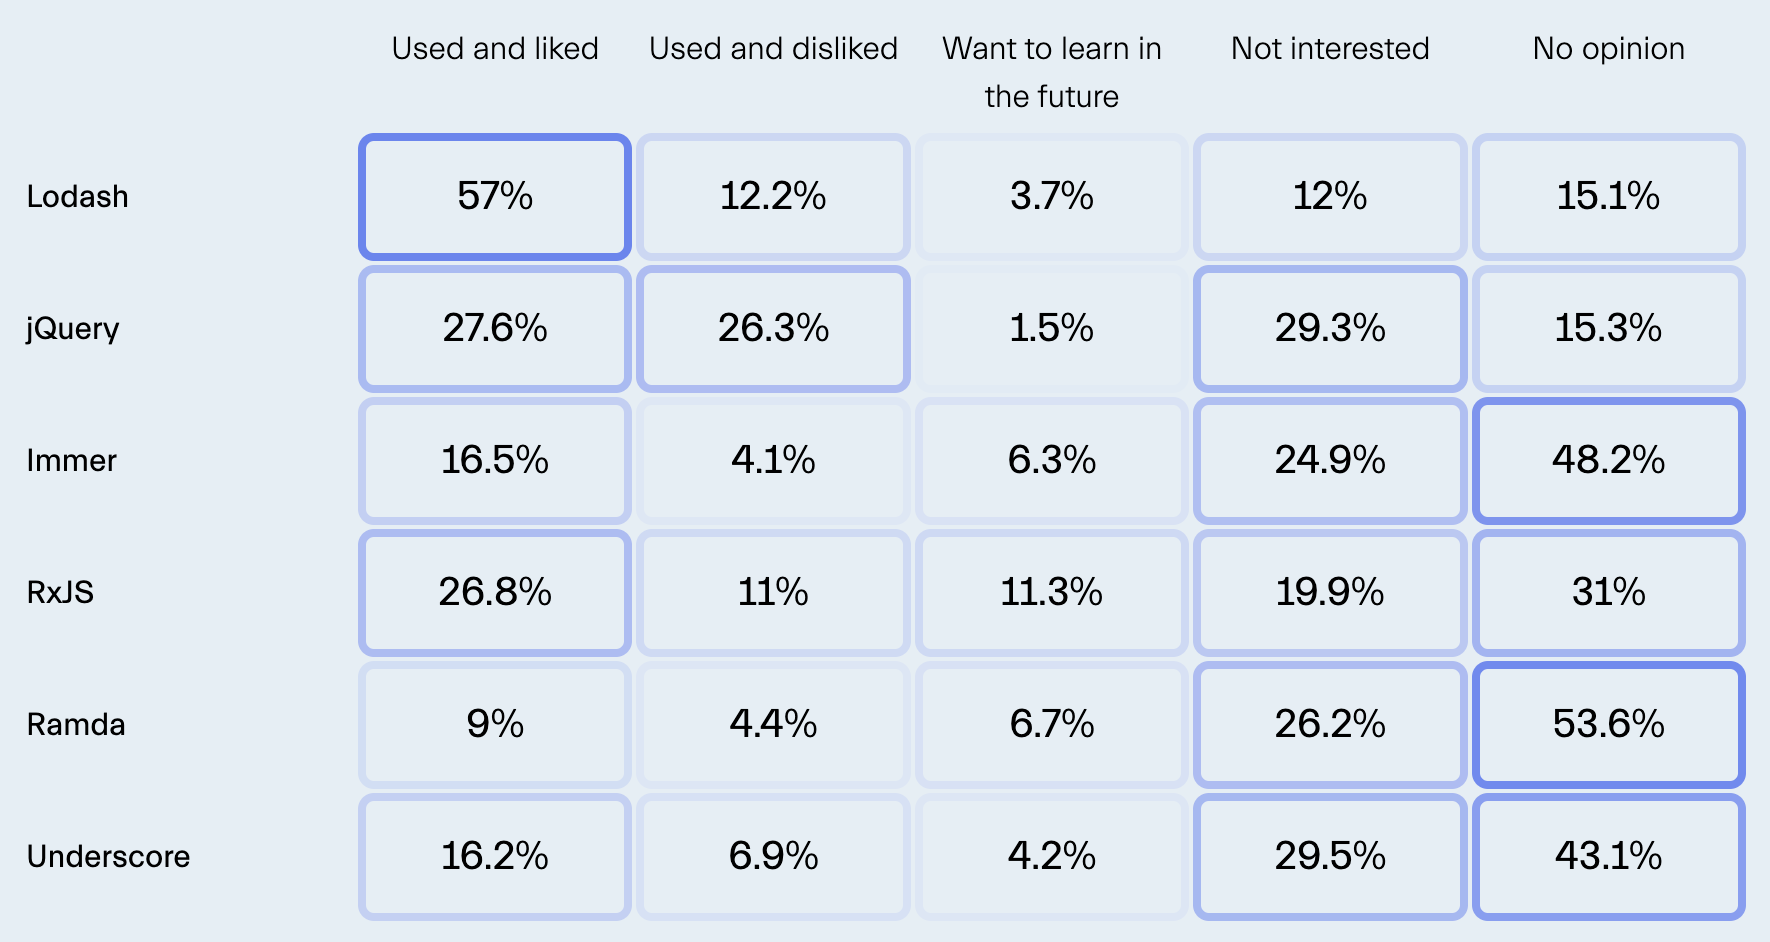 Used and liked Used and disliked Want to learn in Not interested No opinion
the future
Lodash 57% 12.2% 3.7% 12% 15.1%
jQuery 27.6% 26.3% 1.5% 29.3% 15.3%
Immer 16.5% 4.1% 6.3% 24.9% 48.2%
RxJS 26.8% 11% 11.3% 19.9% 31%
Ramda 9% 4.4% 6.7% 26.2% 53.6%
Underscore 16.2% 6.9% 4.2% 29.5% 43.1%